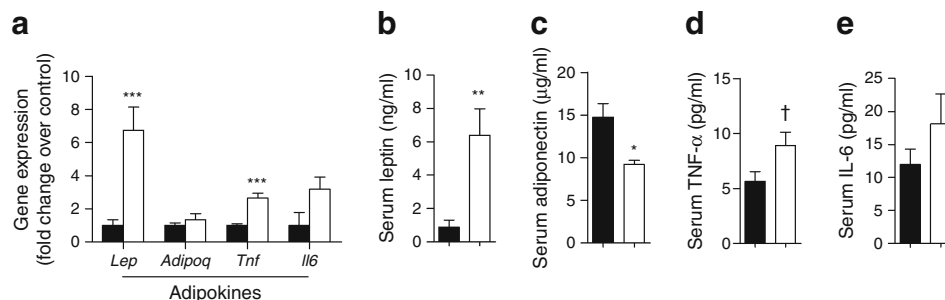 a
Gene expression
(fold change over control)
10
8
6
4
2
0
***
***
Lep Adipoq Tnf Il6
Adipokines
b
Serum leptin (ng/ml)
10
8
6
4
2
0
**
c
Serum adiponectin (μg/ml)
20
15
10
5
0
*
d
Serum TNF-α (pg/ml)
15
10
5
0
†
e
Serum IL-6 (pg/ml)
25
20
15
10
5
0